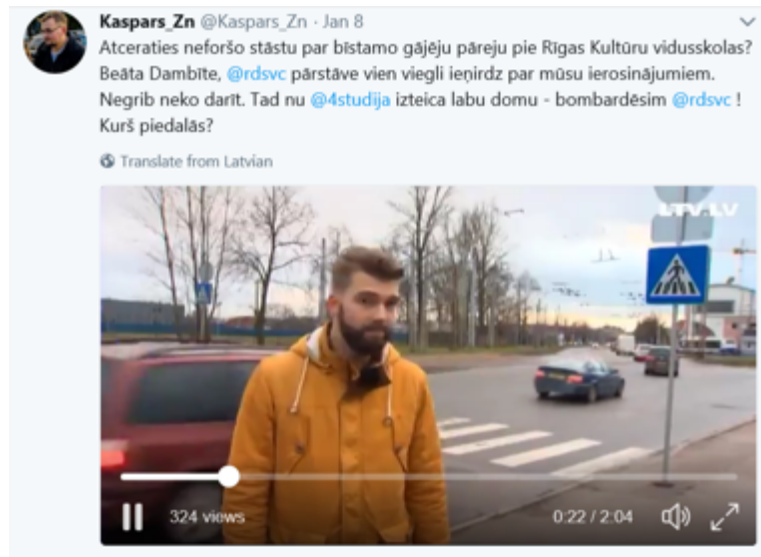 Kaspars_Zn @Kaspars_Zn · Jan 8
Atceraties neforšo stāstu par bīstamo gājēju pāreju pie Rīgas Kultūru vidusskolas?
Beāta Dambīte, @rdsvc pārstāve vien viegli ieņirdz par mūsu ierosinājumiem.
Negrib neko darīt. Tad nu @4studija izteica labu domu - bombardēsim @rdsvc !
Kurš piedalās?
Translate from Latvian
LTV.LV
324 views
0:22 / 2:04